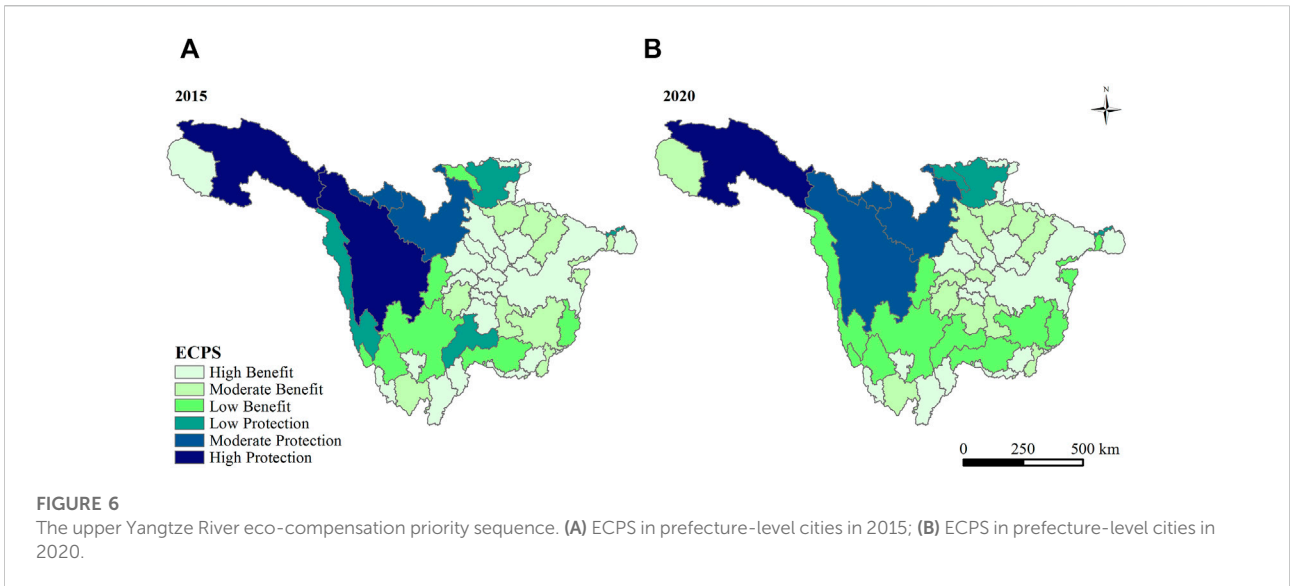 A
B
2015
2020
N
ECPS
High Benefit
Moderate Benefit
Low Benefit
Low Protection
Moderate Protection
High Protection
0 250 500 km
FIGURE 6
The upper Yangtze River eco-compensation priority sequence. (A) ECPS in prefecture-level cities in 2015; (B) ECPS in prefecture-level cities in
2020.